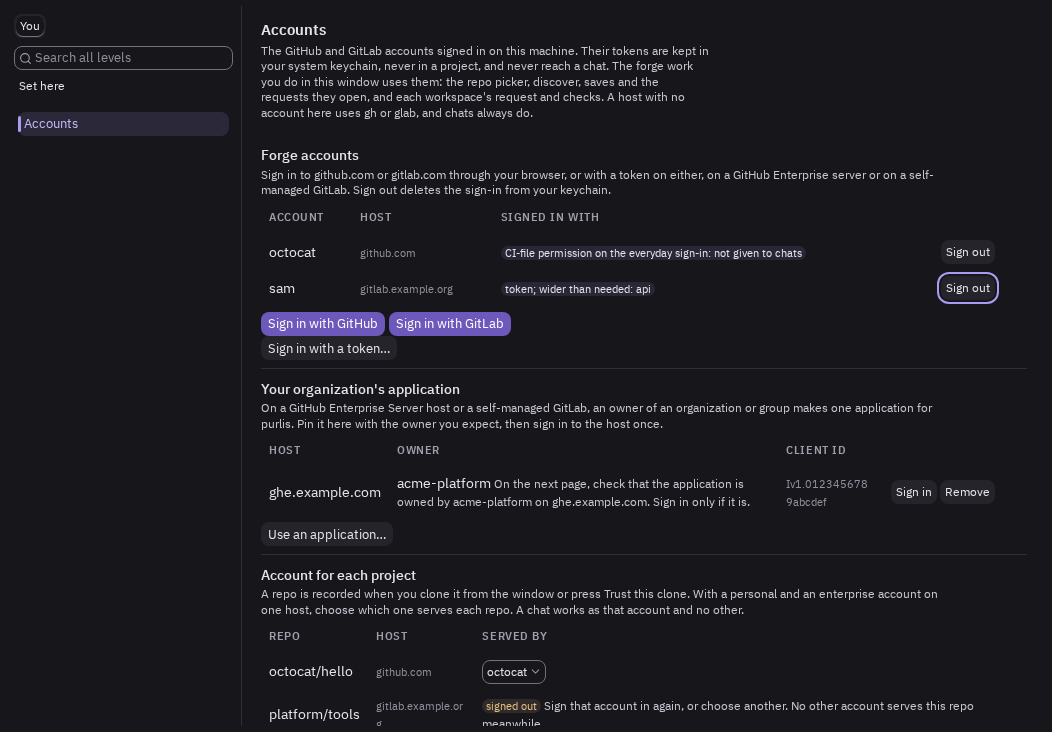 You
Search all levels
Set here
Accounts
Accounts
The GitHub and GitLab accounts signed in on this machine. Their tokens are kept in
your system keychain, never in a project, and never reach a chat. The forge work
you do in this window uses them: the repo picker, discover, saves and the
requests they open, and each workspace's request and checks. A host with no
account here uses gh or glab, and chats always do.
Forge accounts
Sign in to github.com or gitlab.com through your browser, or with a token on either, on a GitHub Enterprise server or on a self-
managed GitLab. Sign out deletes the sign-in from your keychain.
ACCOUNT HOST SIGNED IN WITH
octocat github.com CI-file permission on the everyday sign-in: not given to chats Sign out
sam gitlab.example.org token; wider than needed: api Sign out
Sign in with GitHub Sign in with GitLab
Sign in with a token...
Your organization's application
On a GitHub Enterprise Server host or a self-managed GitLab, an owner of an organization or group makes one application for
purlis. Pin it here with the owner you expect, then sign in to the host once.
HOST OWNER CLIENT ID
ghe.example.com acme-platform On the next page, check that the application is Iv1.012345678 Sign in Remove
owned by acme-platform on ghe.example.com. Sign in only if it is. 9abcdef
Use an application...
Account for each project
A repo is recorded when you clone it from the window or press Trust this clone. With a personal and an enterprise account on
one host, choose which one serves each repo. A chat works as that account and no other.
REPO HOST SERVED BY
octocat/hello github.com octocat
platform/tools gitlab.example.or signed out Sign that account in again, or choose another. No other account serves this repo
g meanwhile